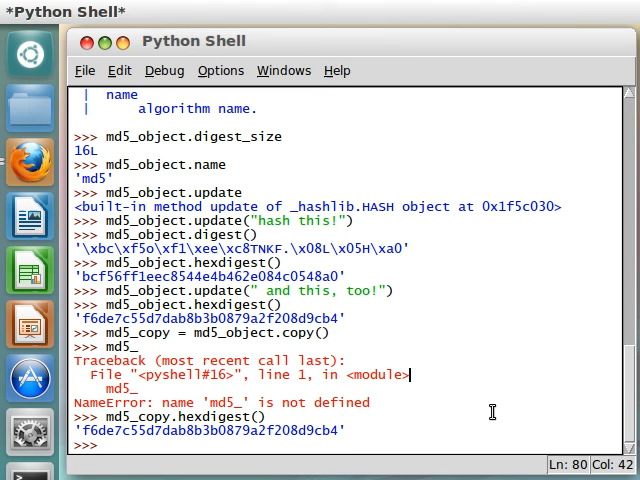 *Python Shell*
Python Shell
File Edit Debug Options Windows Help
| name
| algorithm name.
>>> md5_object.digest_size
16L
>>> md5_object.name
'md5'
>>> md5_object.update
<built-in method update of _hashlib.HASH object at 0x1f5c030>
>>> md5_object.update("hash this!")
>>> md5_object.digest()
'\xbc\xf5o\xf1\xee\xc8TNKF.\x08L\x05H\xa0'
>>> md5_object.hexdigest()
'bcf56ff1eec8544e4b462e084c0548a0'
>>> md5_object.update(" and this, too!")
>>> md5_object.hexdigest()
'f6de7c55d7dab8b3b0879a2f208d9cb4'
>>> md5_copy = md5_object.copy()
>>> md5_
Traceback (most recent call last):
File "<pyshell#16>", line 1, in <module>
md5_
NameError: name 'md5_' is not defined
>>> md5_copy.hexdigest()
'f6de7c55d7dab8b3b0879a2f208d9cb4'
>>>
Ln: 80 Col: 42